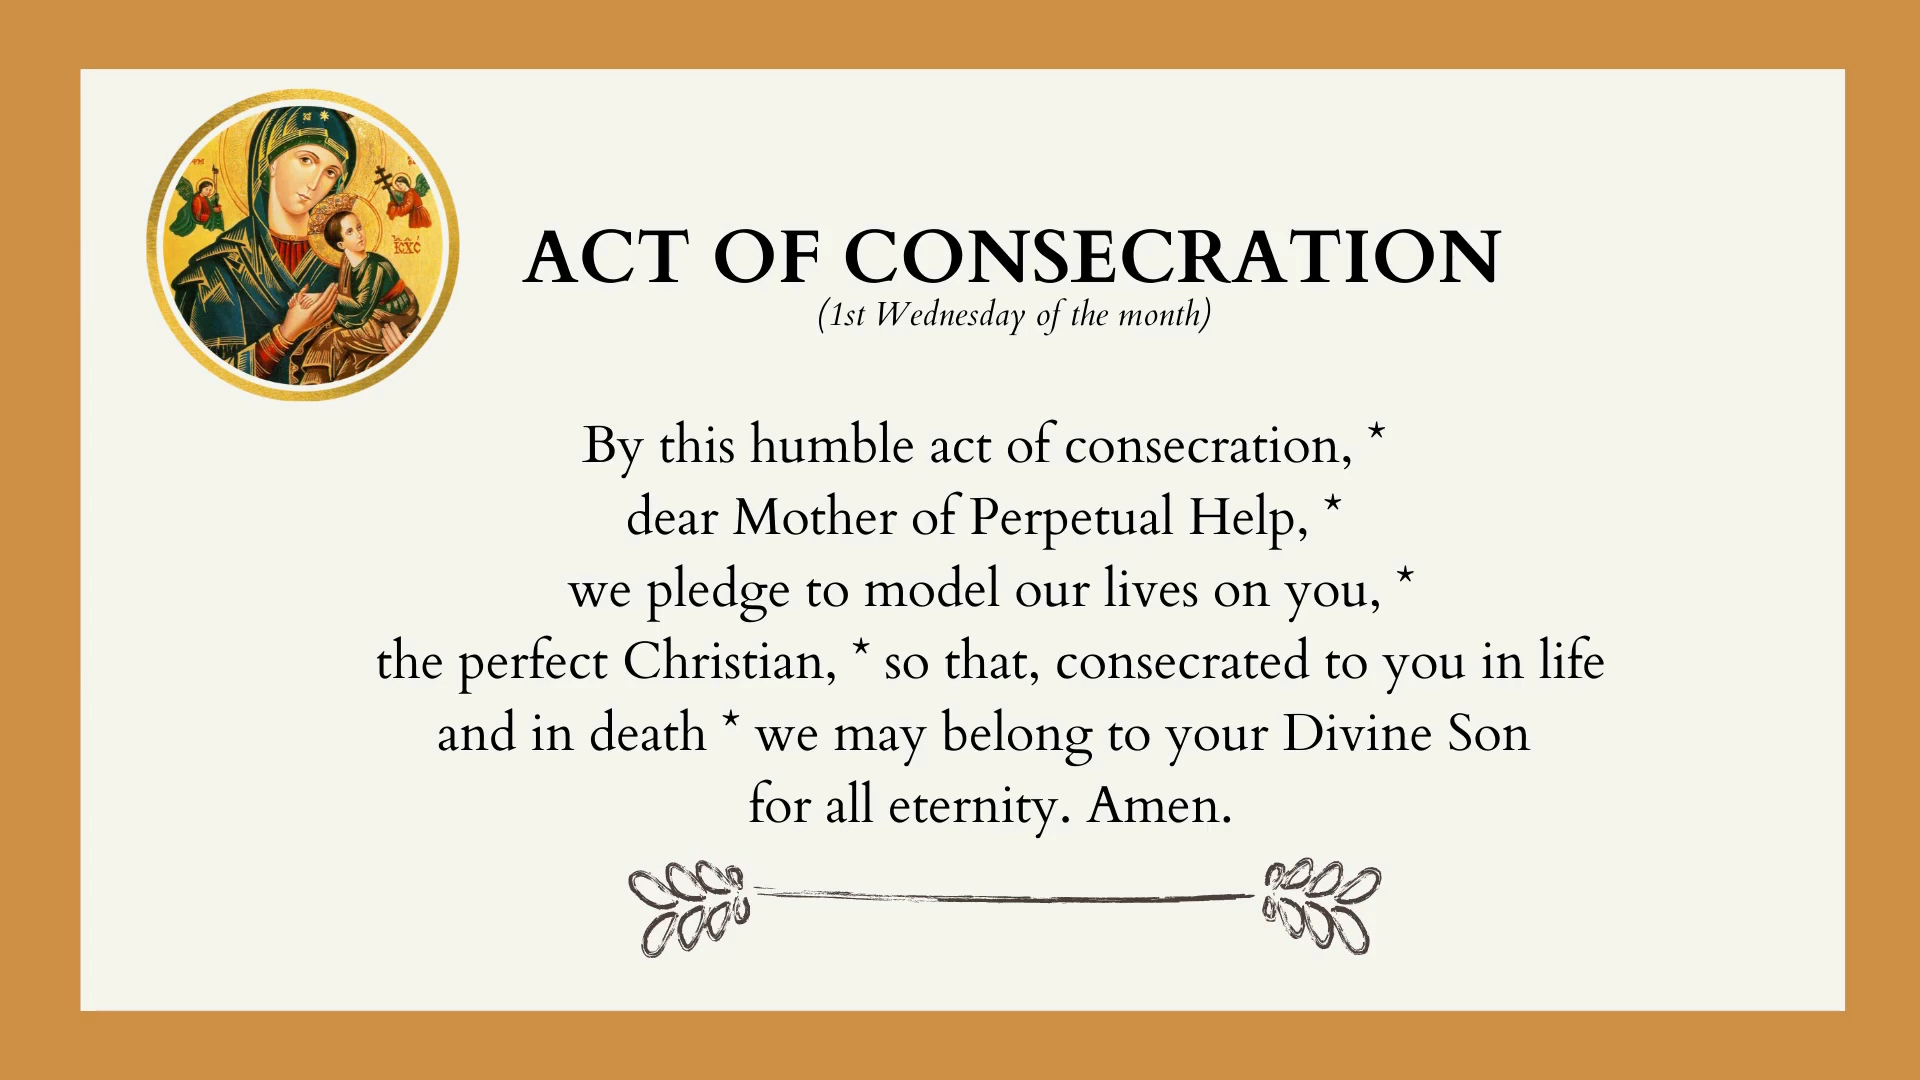 ACT OF CONSECRATION
(1st Wednesday of the month)
By this humble act of consecration, *
dear Mother of Perpetual Help, *
we pledge to model our lives on you, *
the perfect Christian, * so that, consecrated to you in life
and in death * we may belong to your Divine Son
for all eternity. Amen.